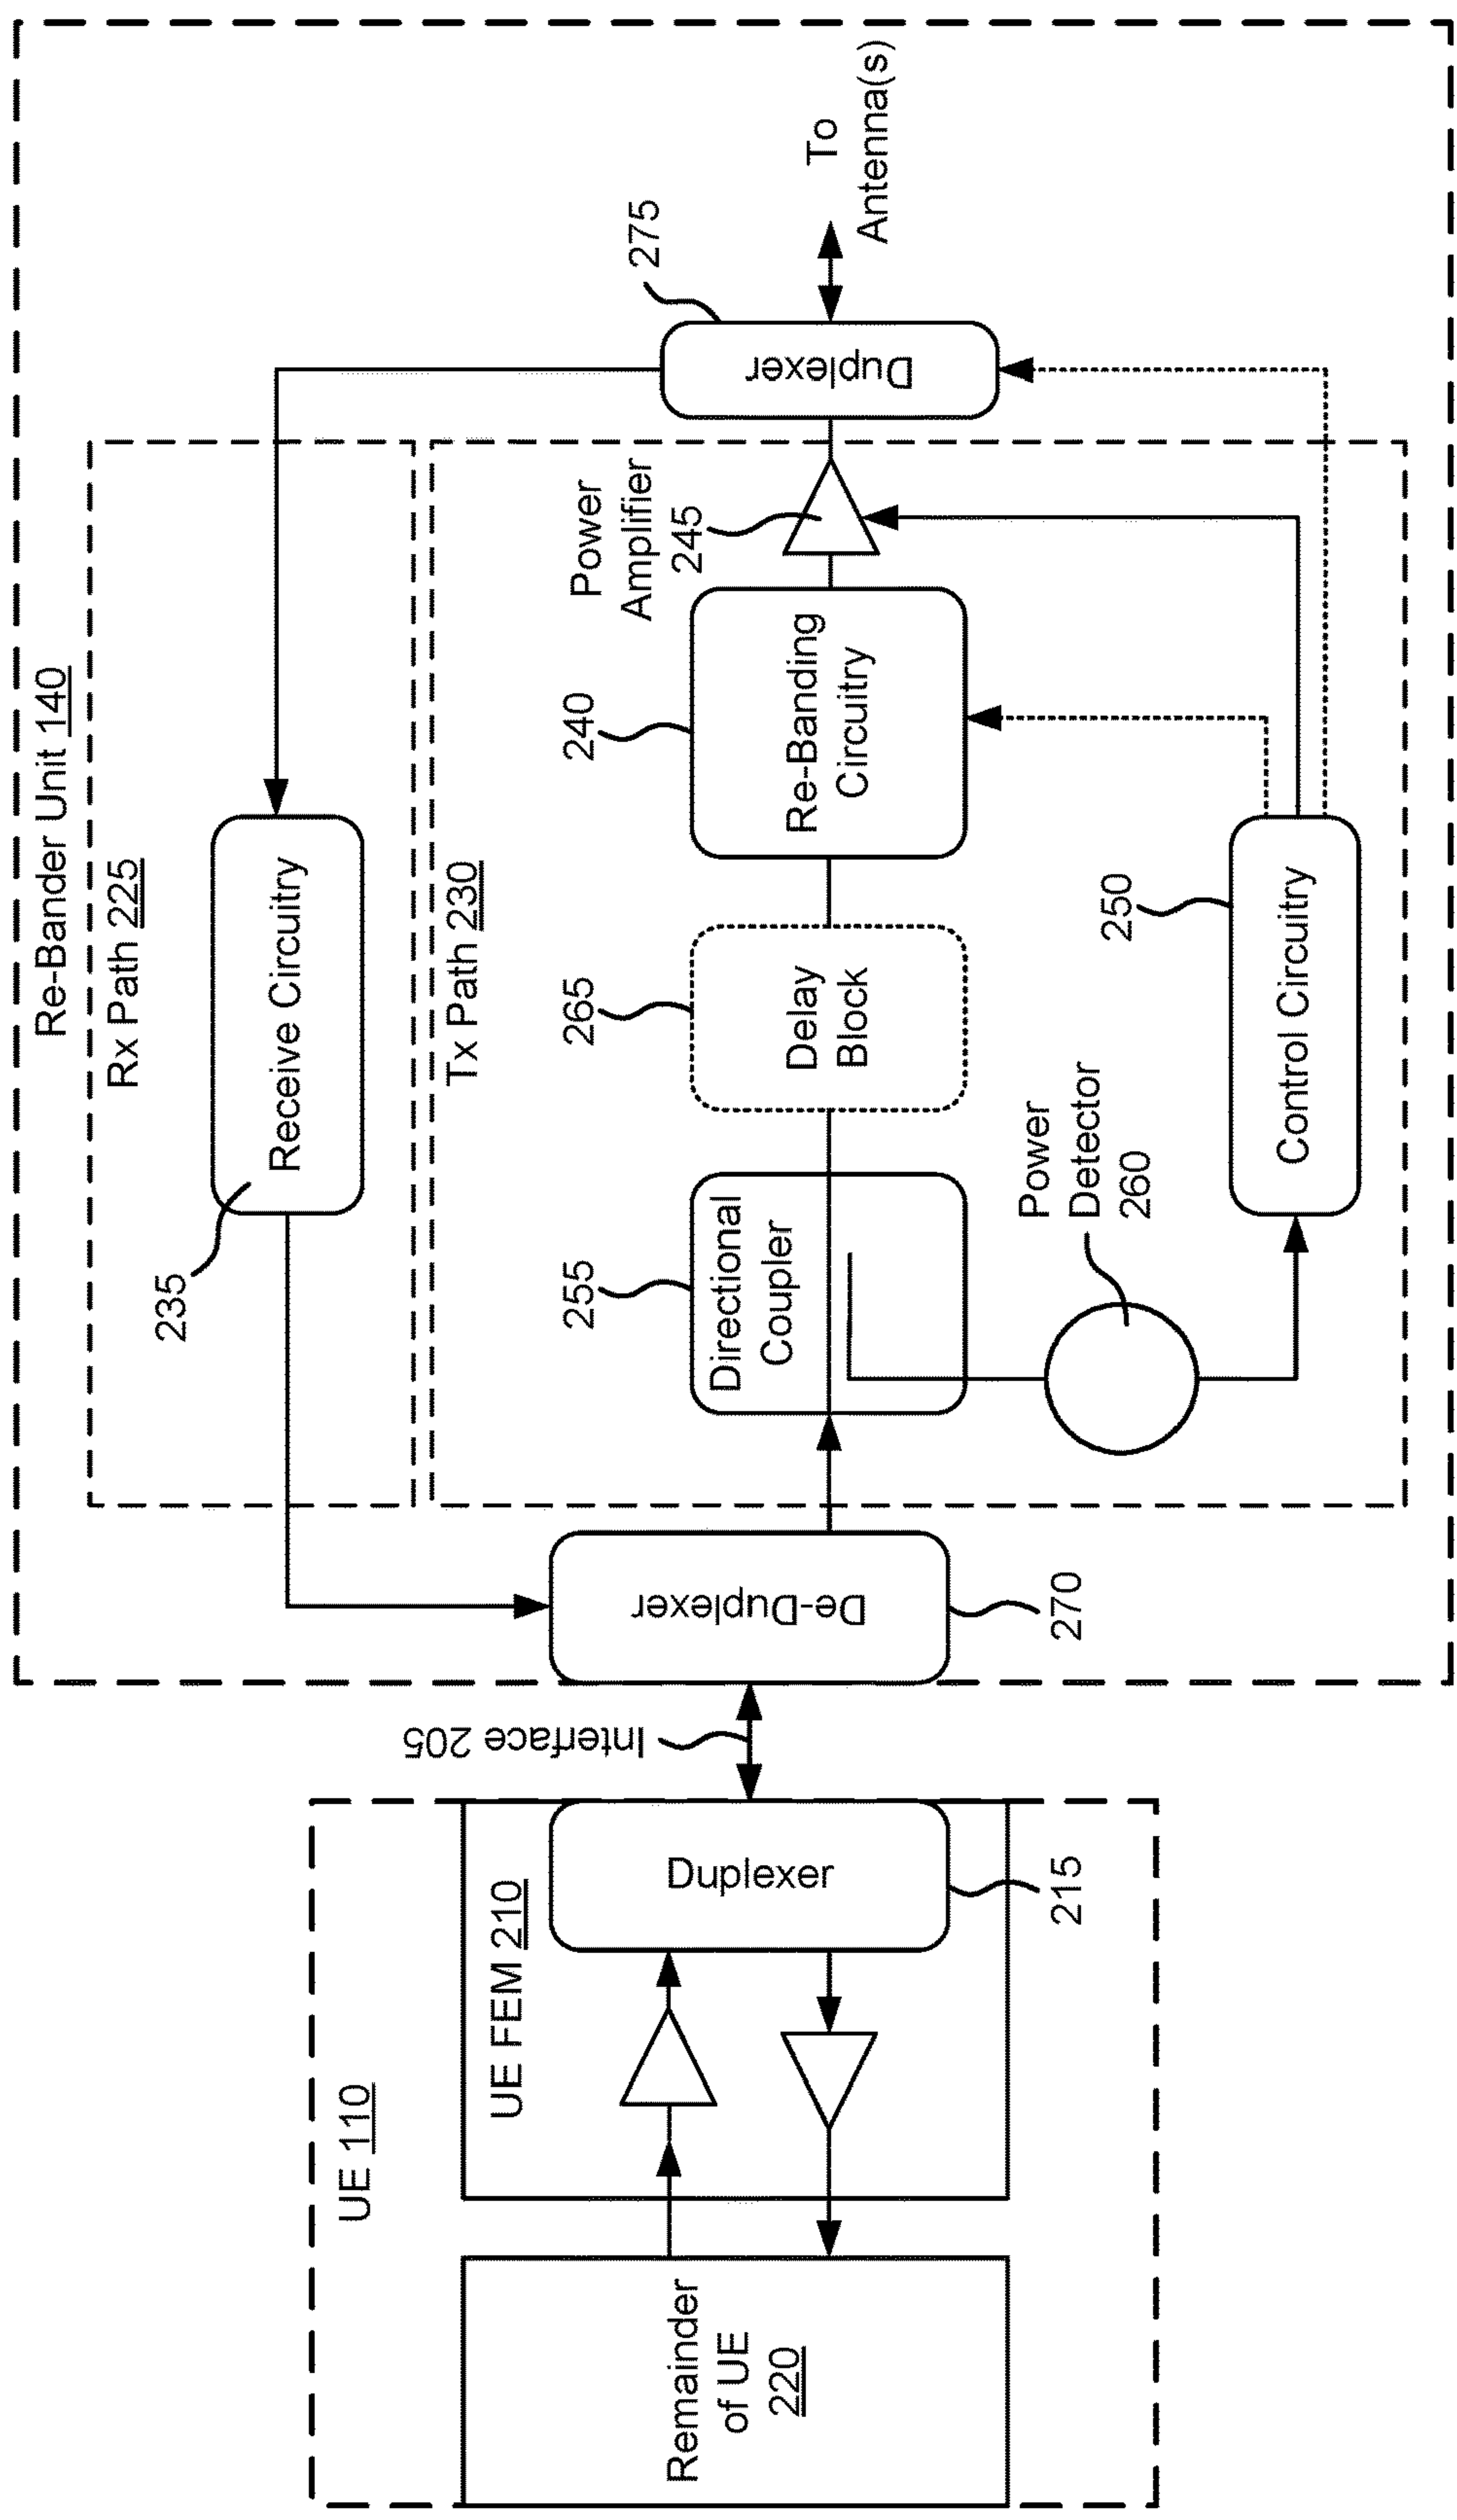 Re-Bander Unit 140
Rx Path 225
Receive Circuitry
235
Tx Path 230
Power
Amplifier
245
275
Duplexer
To
Antenna(s)
240
Re-Banding
Circuitry
265
Delay
Block
255
Directional
Coupler
Power
Detector
260
250
Control Circuitry
De-Duplexer
270
Interface 205
UE 110
UE FEM 210
Duplexer
215
Remainder
of UE
220